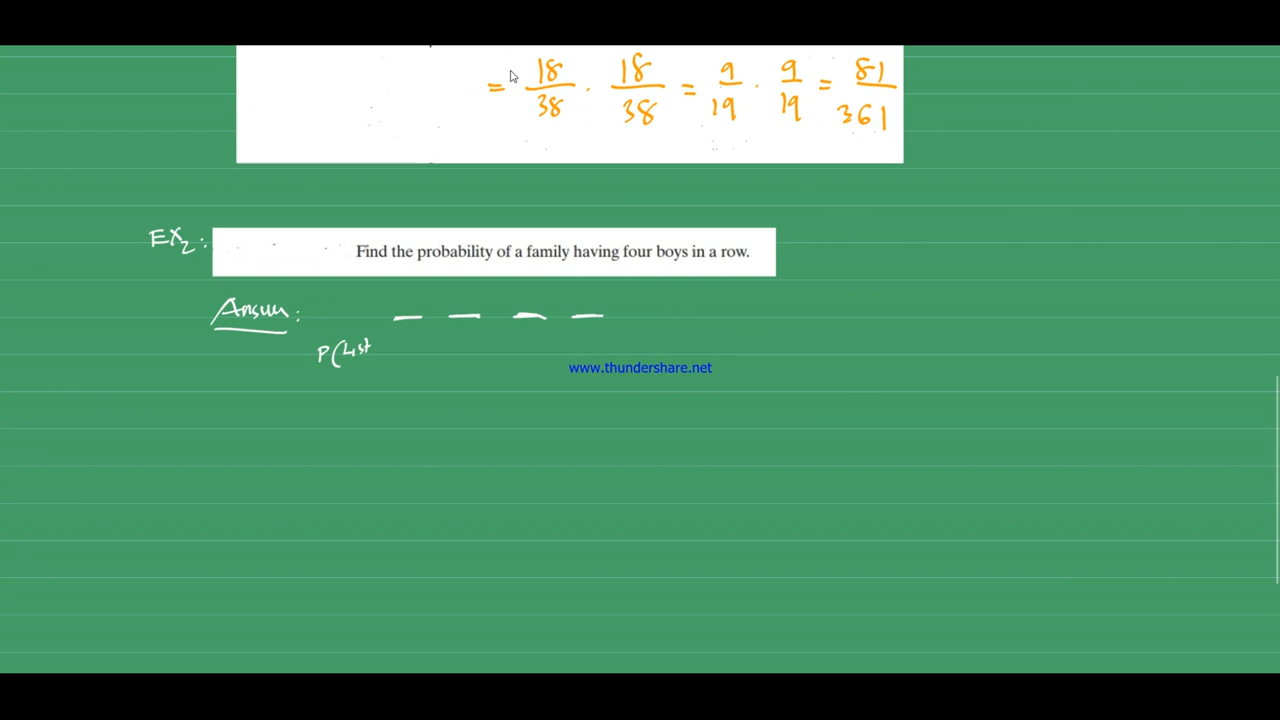 = 18/38 · 18/38 = 9/19 · 9/19 = 81/361
EX2: Find the probability of a family having four boys in a row.
Answer:
P(1st
www.thundershare.net